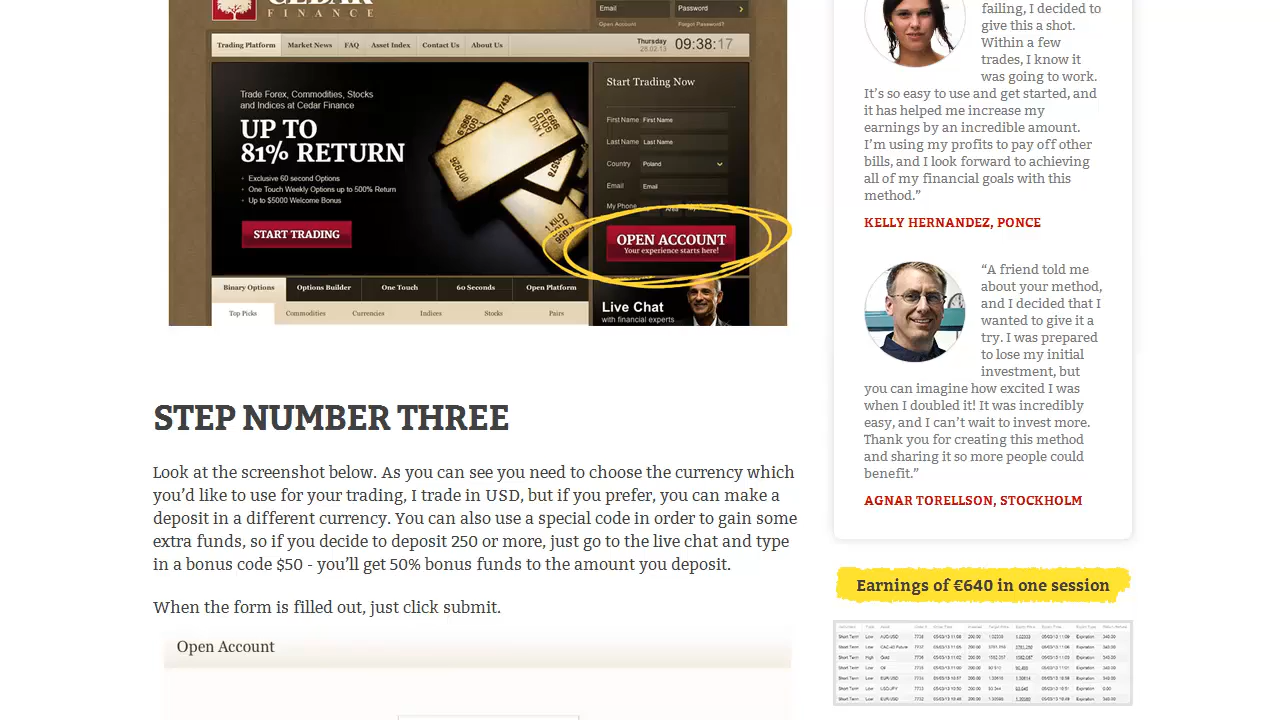 CEDAR
FINANCE
Email
Password
Open Account
Forgot Password?
Trading Platform
Market News
FAQ
Asset Index
Contact Us
About Us
Thursday
28.02.13
09:38:17
Trade Forex, Commodities, Stocks
and Indices at Cedar Finance
UP TO
81% RETURN
• Exclusive 60 second Options
• One Touch Weekly Options up to 500% Return
• Up to $5000 Welcome Bonus
START TRADING
Start Trading Now
First Name
First Name
Last Name
Last Name
Country
Poland
Email
Email
My Phone
OPEN ACCOUNT
Your experience starts here!
Binary Options
Options Builder
One Touch
60 Seconds
Open Platform
Top Picks
Commodities
Currencies
Indices
Stocks
Pairs
Live Chat
with financial experts
STEP NUMBER THREE
Look at the screenshot below. As you can see you need to choose the currency which
you’d like to use for your trading, I trade in USD, but if you prefer, you can make a
deposit in a different currency. You can also use a special code in order to gain some
extra funds, so if you decide to deposit 250 or more, just go to the live chat and type
in a bonus code $50 - you’ll get 50% bonus funds to the amount you deposit.
When the form is filled out, just click submit.
Open Account
failing, I decided to
give this a shot.
Within a few
trades, I know it
was going to work.
It’s so easy to use and get started, and
it has helped me increase my
earnings by an incredible amount.
I’m using my profits to pay off other
bills, and I look forward to achieving
all of my financial goals with this
method.”
KELLY HERNANDEZ, PONCE
“A friend told me
about your method,
and I decided that I
wanted to give it a
try. I was prepared
to lose my initial
investment, but
you can imagine how excited I was
when I doubled it! It was incredibly
easy, and I can’t wait to invest more.
Thank you for creating this method
and sharing it so more people could
benefit.”
AGNAR TORELLSON, STOCKHOLM
Earnings of €640 in one session